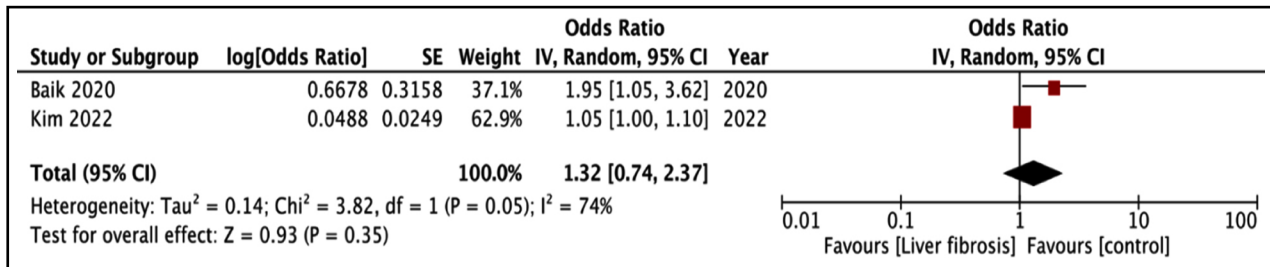 Odds Ratio Odds Ratio
Study or Subgroup log[Odds Ratio] SE Weight IV, Random, 95% CI Year IV, Random, 95% CI
Baik 2020 0.6678 0.3158 37.1% 1.95 [1.05, 3.62] 2020
Kim 2022 0.0488 0.0249 62.9% 1.05 [1.00, 1.10] 2022
Total (95% CI) 100.0% 1.32 [0.74, 2.37]
Heterogeneity: Tau² = 0.14; Chi² = 3.82, df = 1 (P = 0.05); I² = 74%
Test for overall effect: Z = 0.93 (P = 0.35)
0.01 0.1 1 10 100
Favours [Liver fibrosis] Favours [control]